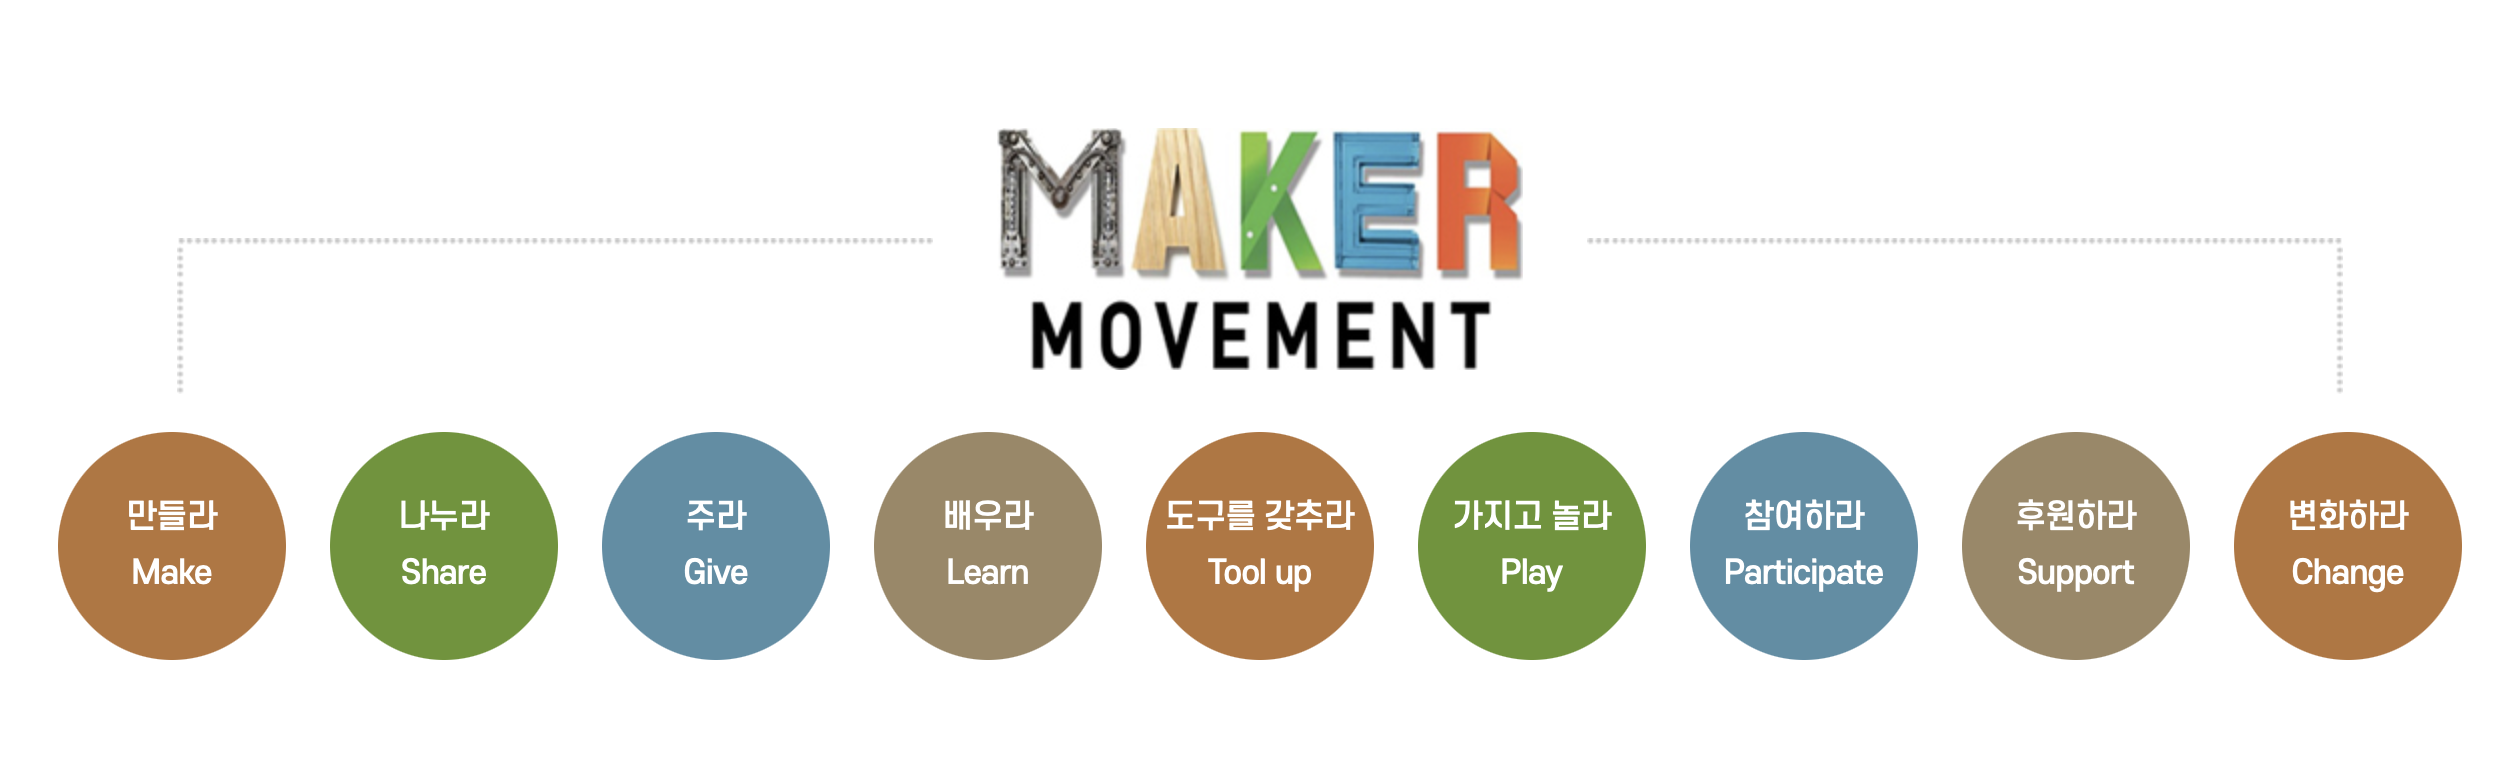 MAKER
MOVEMENT
만들라
Make
나누라
Share
주라
Give
배우라
Learn
도구를 갖추라
Tool up
가지고 놀라
Play
참여하라
Participate
후원하라
Support
변화하라
Change